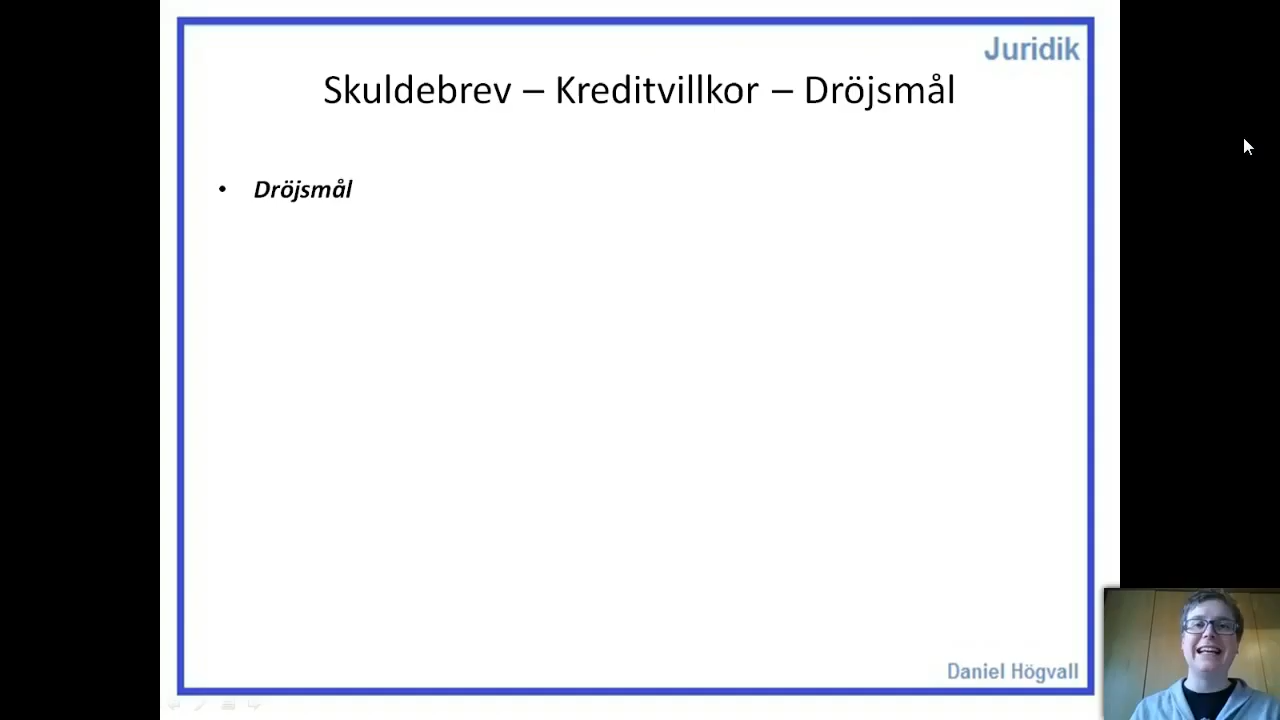 Juridik
Skuldebrev – Kreditvillkor – Dröjsmål
• Dröjsmål
Daniel Högvall